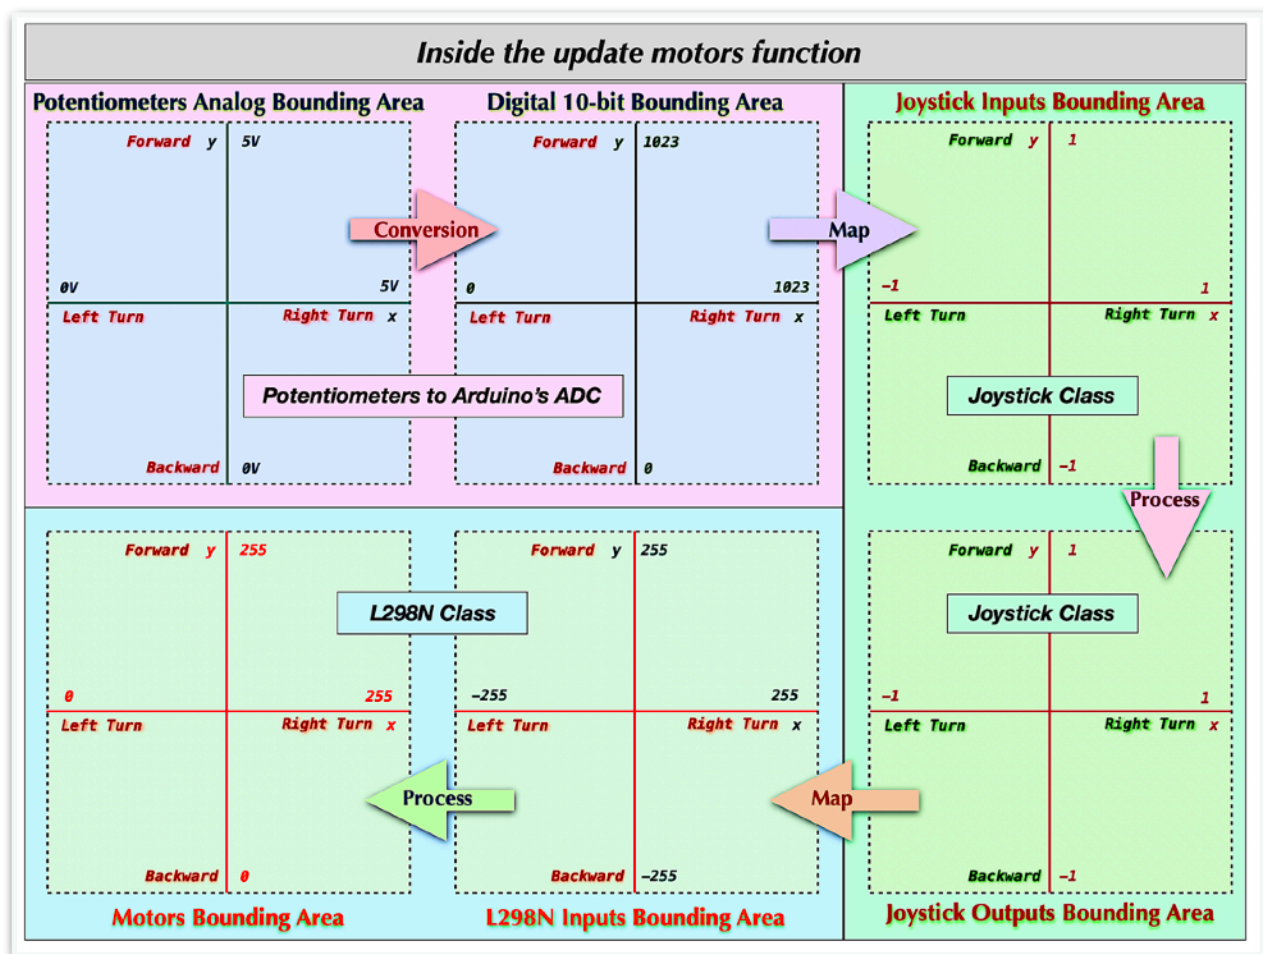 Inside the update motors function
Potentiometers Analog Bounding Area
Forward y 5V
0V 5V
Left Turn Right Turn x
Backward 0V
Conversion
Digital 10-bit Bounding Area
Forward y 1023
0 1023
Left Turn Right Turn x
Backward 0
Potentiometers to Arduino's ADC
Map
Joystick Inputs Bounding Area
Forward y 1
-1 1
Left Turn Right Turn x
Joystick Class
Backward -1
Process
Forward y 1
Joystick Class
-1 1
Left Turn Right Turn x
Backward -1
Joystick Outputs Bounding Area
Map
Forward y 255
-255 255
Left Turn Right Turn x
Backward -255
L298N Inputs Bounding Area
L298N Class
Process
Forward y 255
0 255
Left Turn Right Turn x
Backward 0
Motors Bounding Area